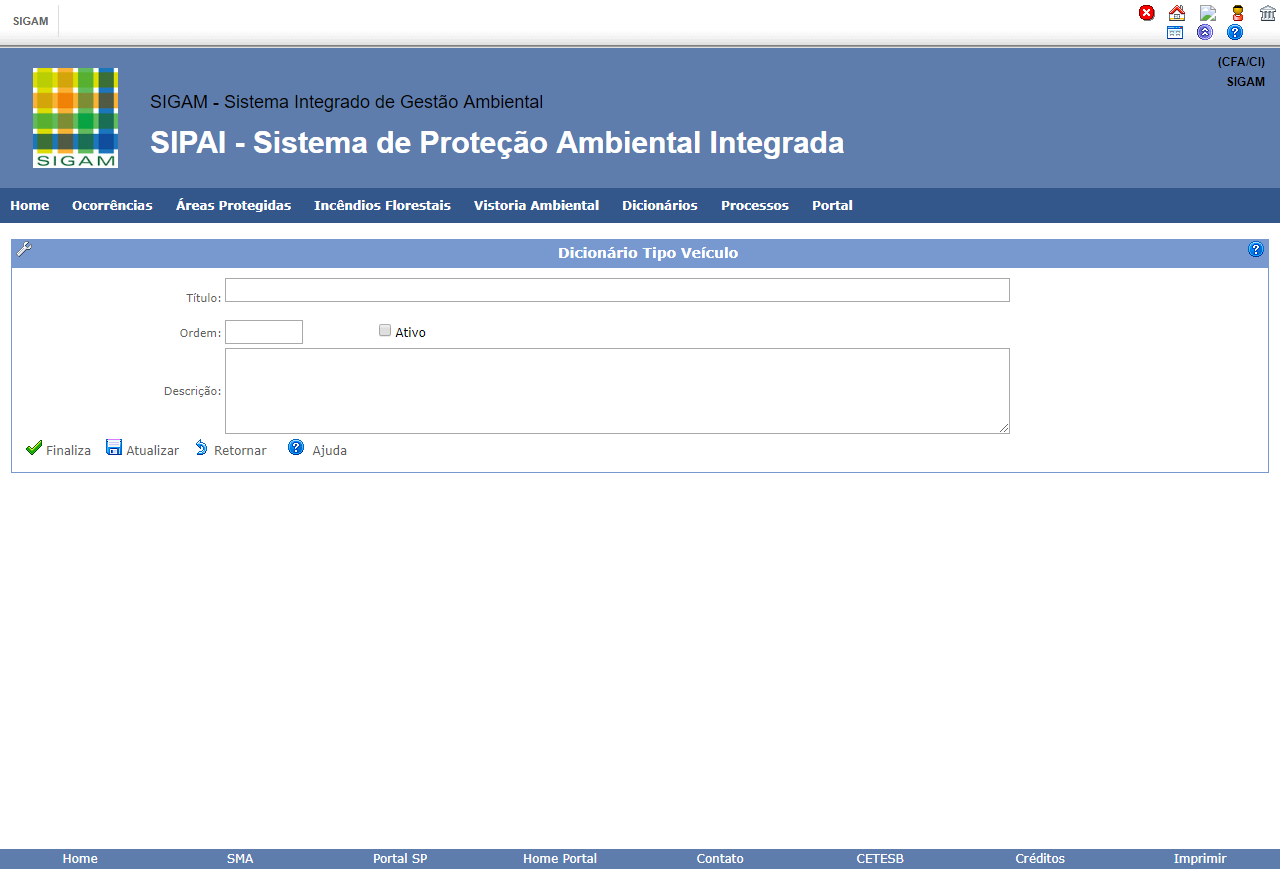 SIGAM
(CFA/CI)
SIGAM
SIGAM
SIGAM - Sistema Integrado de Gestão Ambiental
SIPAI - Sistema de Proteção Ambiental Integrada
Home Ocorrências Áreas Protegidas Incêndios Florestais Vistoria Ambiental Dicionários Processos Portal
Dicionário Tipo Veículo
Título:
Ordem: Ativo
Descrição:
Finaliza Atualizar Retornar Ajuda
Home SMA Portal SP Home Portal Contato CETESB Créditos Imprimir